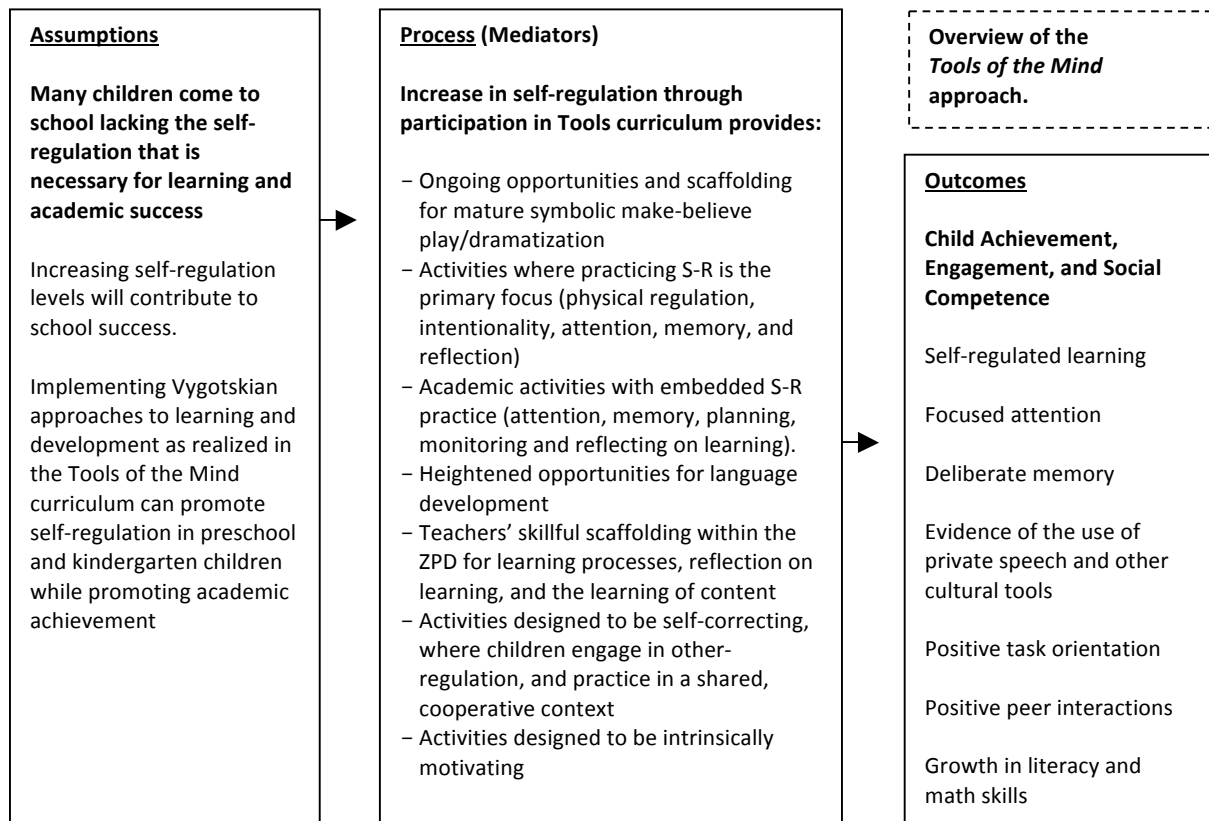 Assumptions
Many children come to
school lacking the self-
regulation that is
necessary for learning and
academic success
Increasing self-regulation
levels will contribute to
school success.
Implementing Vygotskian
approaches to learning and
development as realized in
the Tools of the Mind
curriculum can promote
self-regulation in preschool
and kindergarten children
while promoting academic
achievement
Process (Mediators)
Increase in self-regulation through
participation in Tools curriculum provides:
− Ongoing opportunities and scaffolding
for mature symbolic make-believe
play/dramatization
− Activities where practicing S-R is the
primary focus (physical regulation,
intentionality, attention, memory, and
reflection)
− Academic activities with embedded S-R
practice (attention, memory, planning,
monitoring and reflecting on learning).
− Heightened opportunities for language
development
− Teachers’ skillful scaffolding within the
ZPD for learning processes, reflection on
learning, and the learning of content
− Activities designed to be self-correcting,
where children engage in other-
regulation, and practice in a shared,
cooperative context
− Activities designed to be intrinsically
motivating
Overview of the
Tools of the Mind
approach.
Outcomes
Child Achievement,
Engagement, and Social
Competence
Self-regulated learning
Focused attention
Deliberate memory
Evidence of the use of
private speech and other
cultural tools
Positive task orientation
Positive peer interactions
Growth in literacy and
math skills